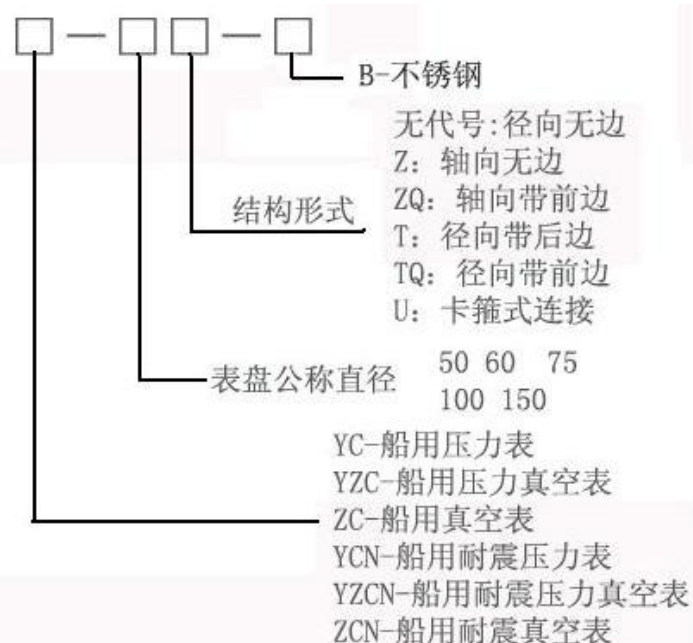 □—□□—□
B-不锈钢
无代号:径向无边
Z: 轴向无边
ZQ: 轴向带前边
结构形式
T: 径向带后边
TQ: 径向带前边
U: 卡箍式连接
表盘公称直径
50 60 75
100 150
YC-船用压力表
YZC-船用压力真空表
ZC-船用真空表
YCN-船用耐震压力表
YZCN-船用耐震压力真空表
ZCN-船用耐震真空表